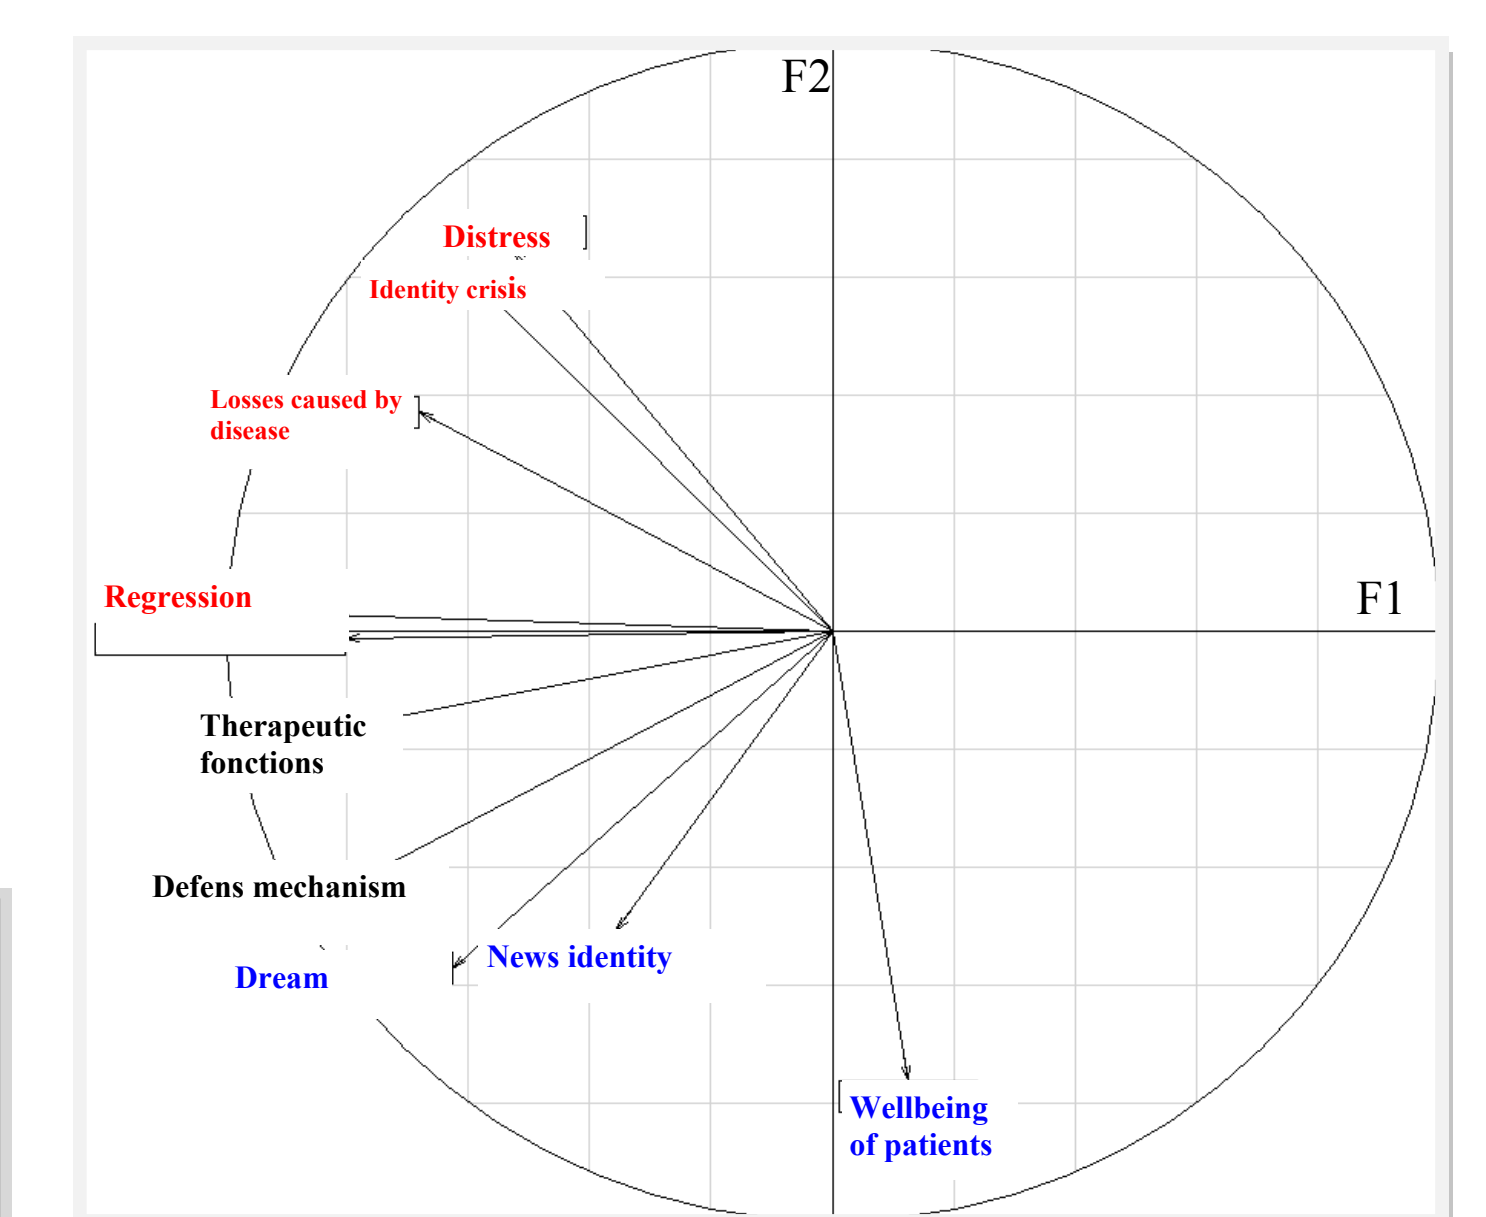 F2
Distress
Identity crisis
Losses caused by
disease
Regression
F1
Therapeutic
fonctions
Defens mechanism
News identity
Dream
Wellbeing
of patients